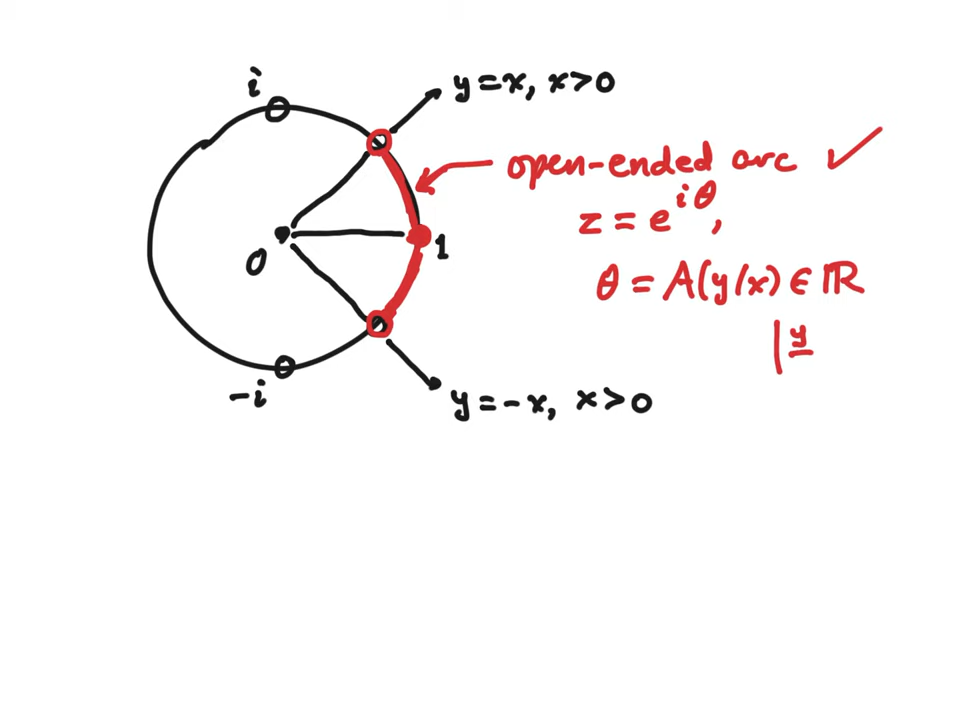 i
y=x, x>0
open-ended arc ✓
z = e^{iθ},
0
1
θ = A(y/x) ∈ ℝ
|y
-i
y=-x, x>0